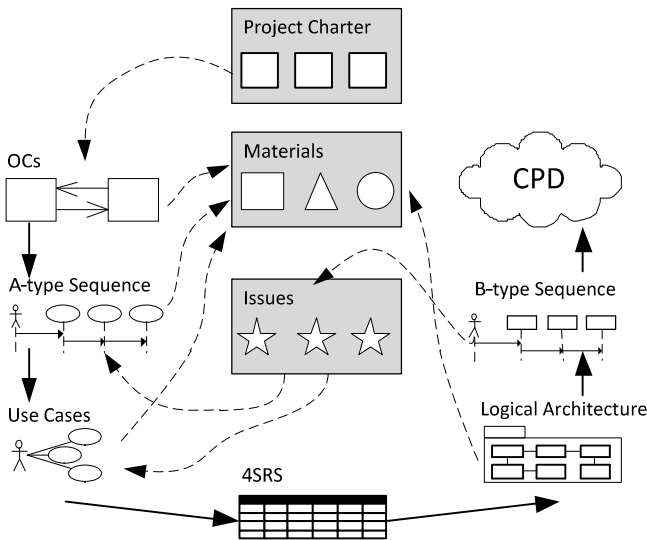 Project Charter
OCs
Materials
CPD
A-type Sequence
Issues
B-type Sequence
Use Cases
Logical Architecture
4SRS